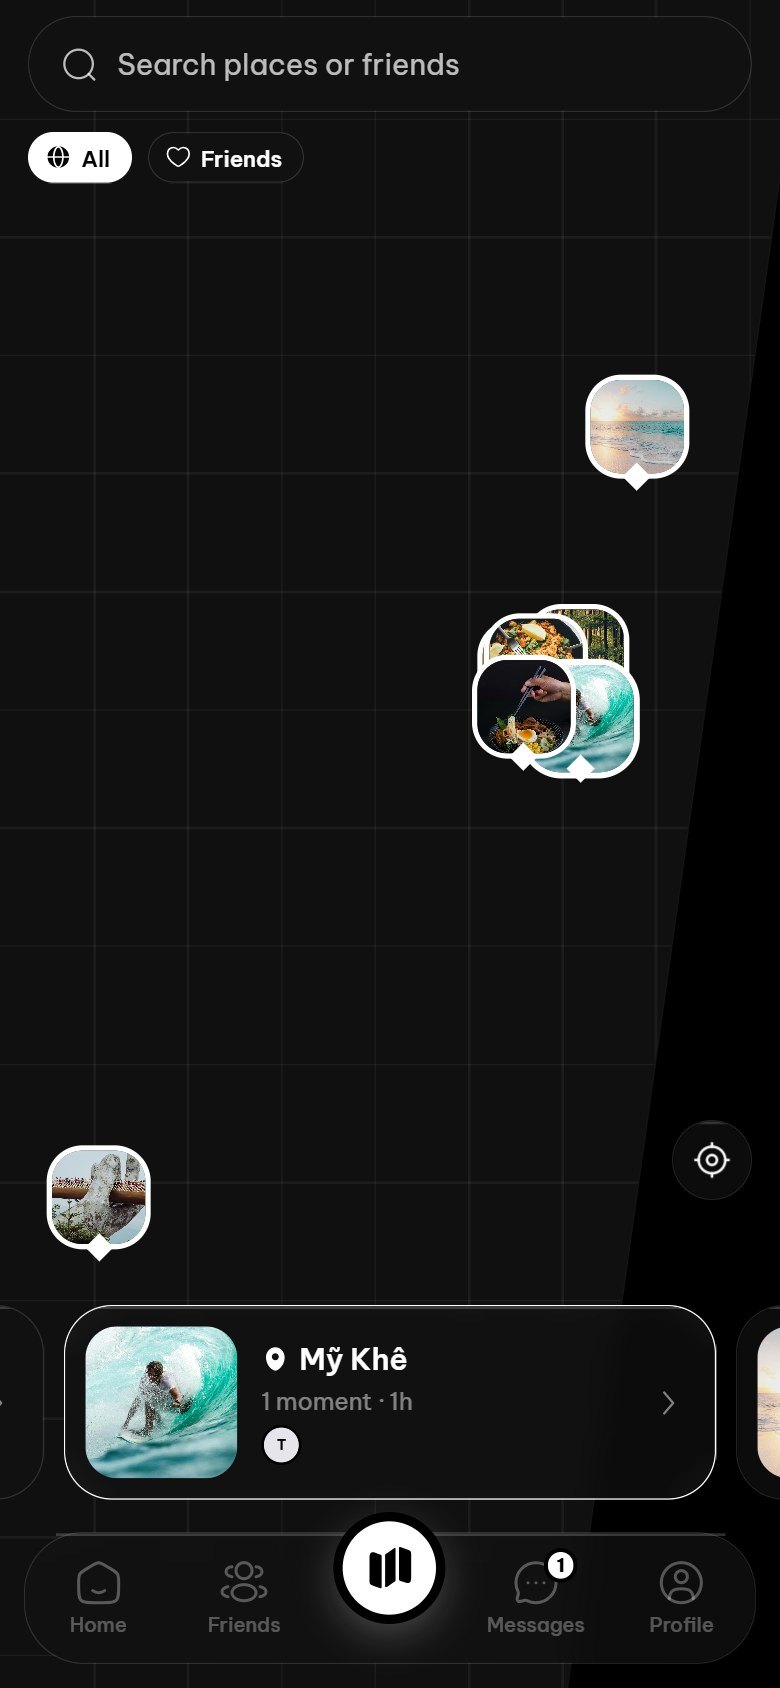 Search places or friends
All
Friends
Mỹ Khê
1 moment · 1h
T
1
Home
Friends
Messages
Profile